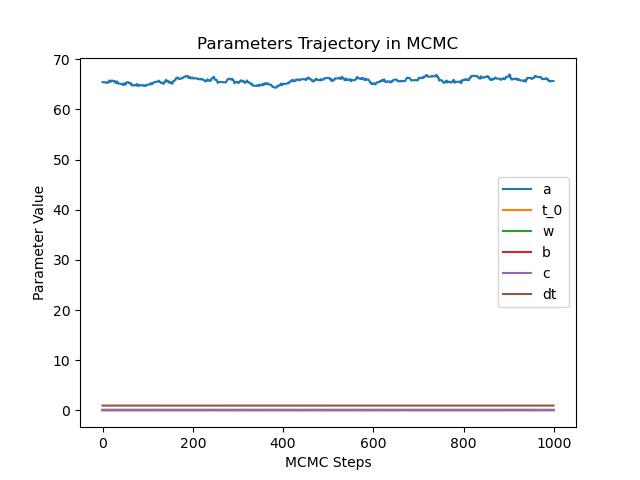 Parameters Trajectory in MCMC
70
60
50
40
30
20
10
0
Parameter Value
a
t_0
w
b
c
dt
0 200 400 600 800 1000
MCMC Steps